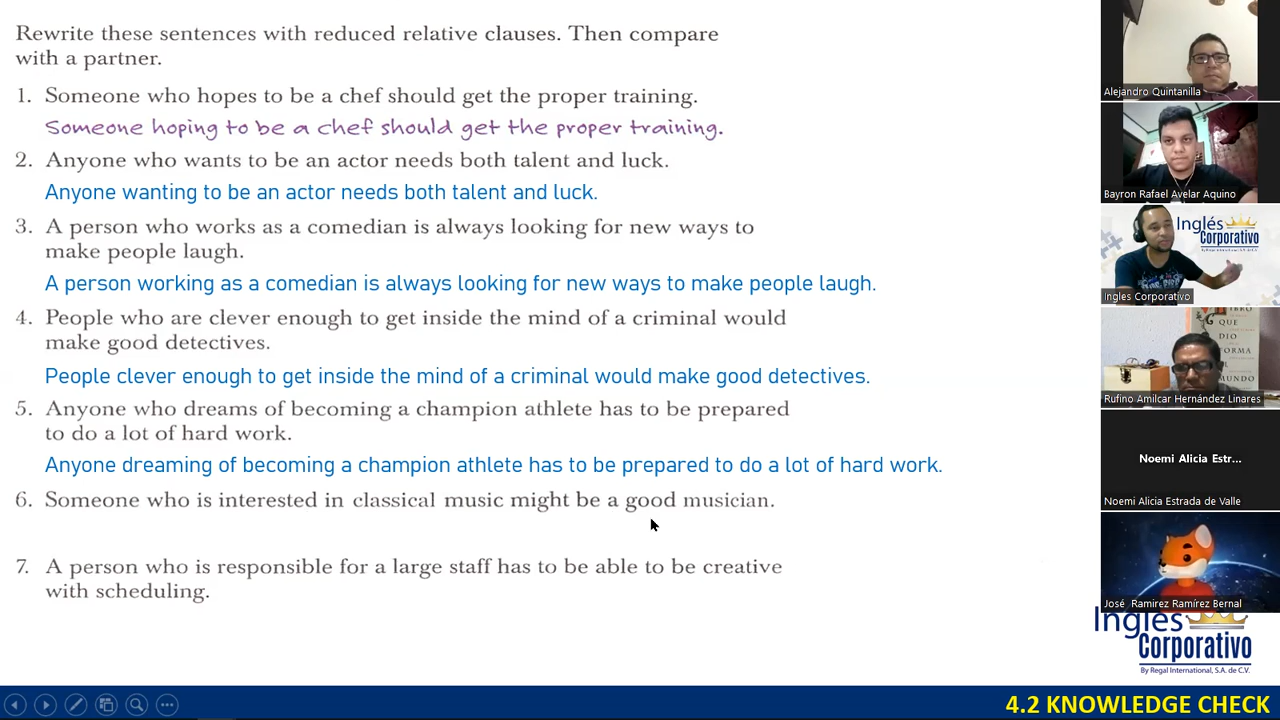 Rewrite these sentences with reduced relative clauses. Then compare
with a partner.
1. Someone who hopes to be a chef should get the proper training.
Someone hoping to be a chef should get the proper training.
2. Anyone who wants to be an actor needs both talent and luck.
Anyone wanting to be an actor needs both talent and luck.
3. A person who works as a comedian is always looking for new ways to
make people laugh.
A person working as a comedian is always looking for new ways to make people laugh.
4. People who are clever enough to get inside the mind of a criminal would
make good detectives.
People clever enough to get inside the mind of a criminal would make good detectives.
5. Anyone who dreams of becoming a champion athlete has to be prepared
to do a lot of hard work.
Anyone dreaming of becoming a champion athlete has to be prepared to do a lot of hard work.
6. Someone who is interested in classical music might be a good musician.
7. A person who is responsible for a large staff has to be able to be creative
with scheduling.
Alejandro Quintanilla
Bayron Rafael Avelar Aquino
Inglés
Corporativo
Ingles Corporativo
QUE
DIO
FORMA
MUNDO
Rufino Amilcar Hernández Linares
Noemi Alicia Estr...
Noemi Alicia Estrada de Valle
José Ramirez Ramírez Bernal
Inglés
Corporativo
By Regal International, S.A. de C.V.
4.2 KNOWLEDGE CHECK